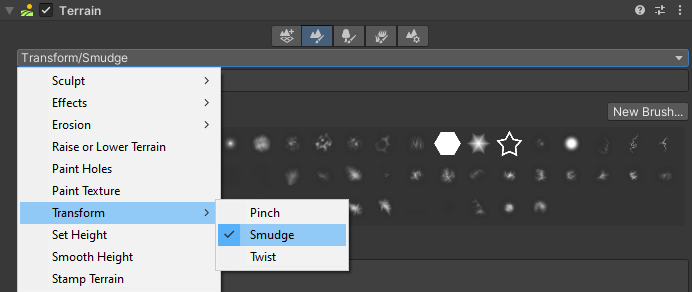 Terrain
Transform/Smudge
Sculpt
Effects
Erosion
Raise or Lower Terrain
New Brush...
Paint Holes
Paint Texture
Transform
Pinch
Set Height
Smudge
Smooth Height
Twist
Stamp Terrain